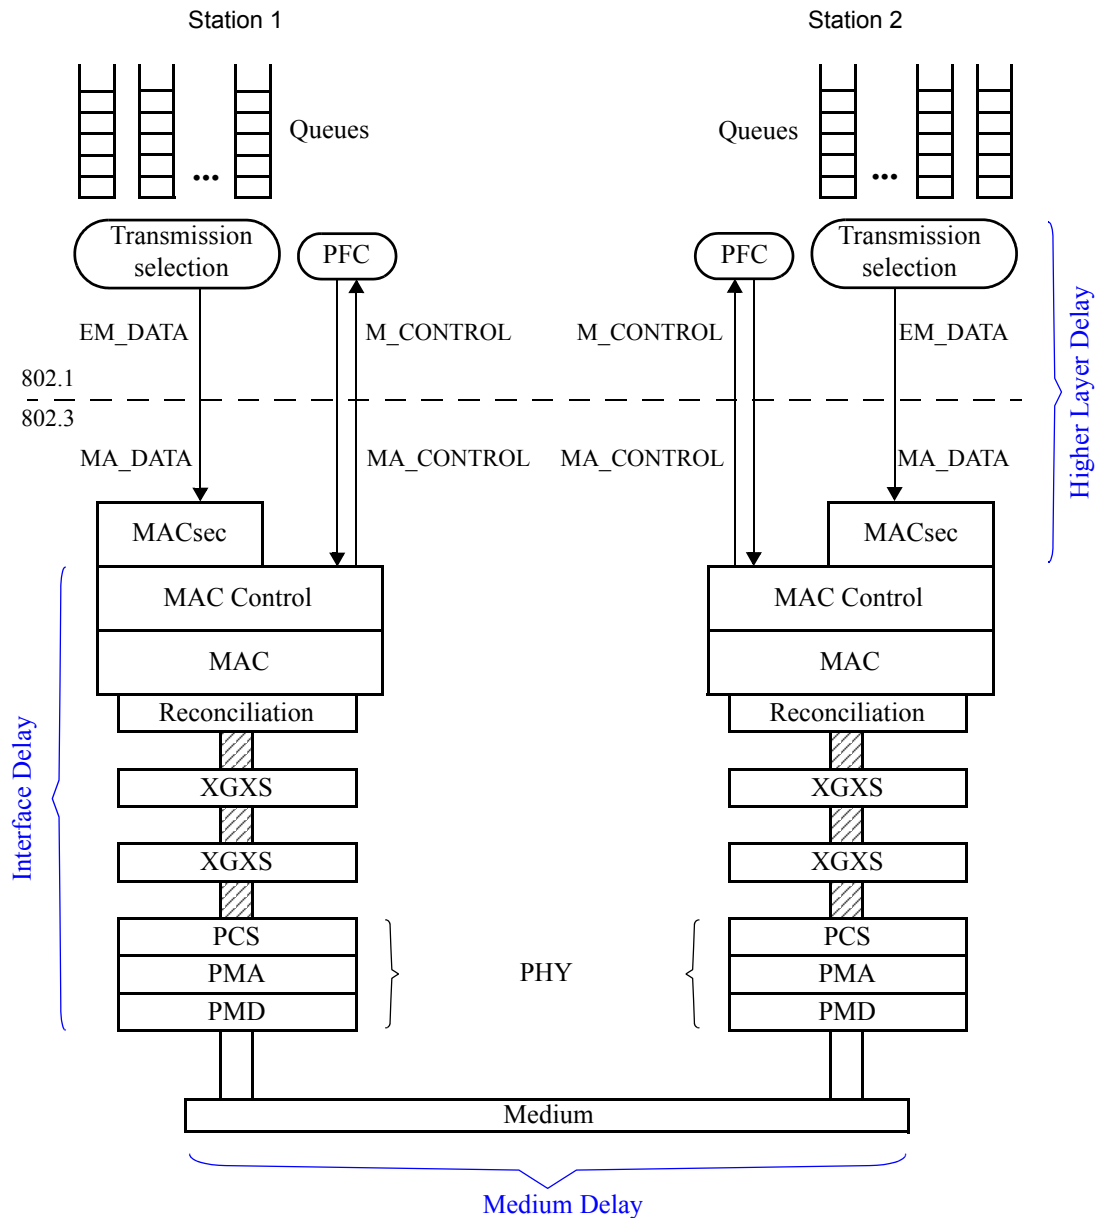 Station 1
Station 2
Queues
Queues
...
...
Transmission
selection
PFC
PFC
Transmission
selection
EM_DATA
M_CONTROL
M_CONTROL
EM_DATA
802.1
802.3
MA_DATA
MA_CONTROL
MA_CONTROL
MA_DATA
Higher Layer Delay
MACsec
MACsec
MAC Control
MAC Control
MAC
MAC
Reconciliation
Reconciliation
Interface Delay
XGXS
XGXS
XGXS
XGXS
PCS
PCS
PMA
PHY
PMA
PMD
PMD
Medium
Medium Delay